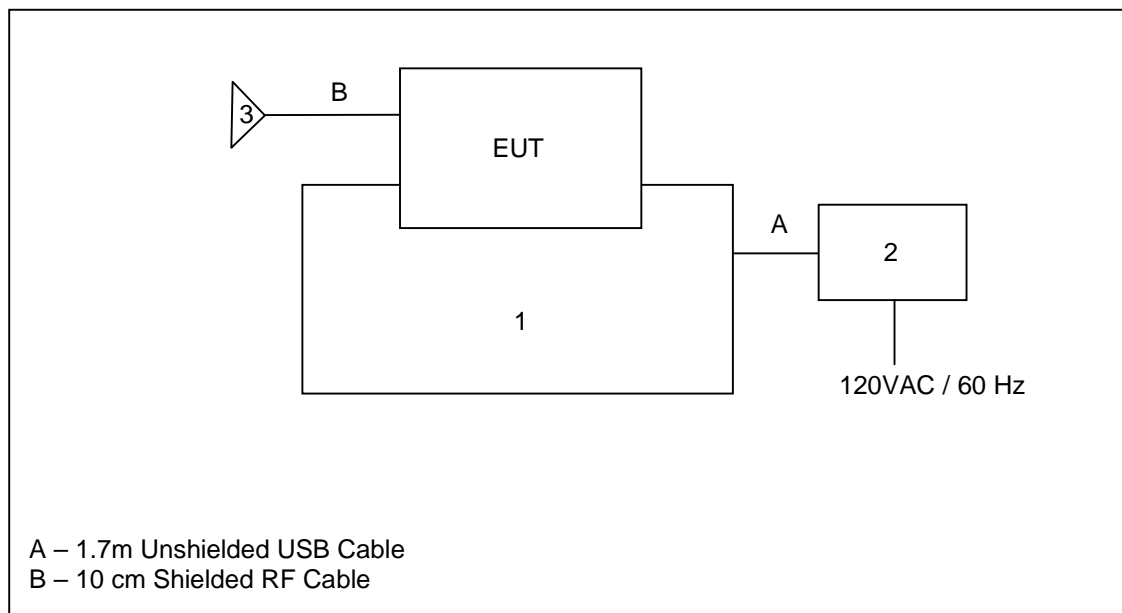 B
3
EUT
A
2
1
120VAC / 60 Hz
A – 1.7m Unshielded USB Cable
B – 10 cm Shielded RF Cable